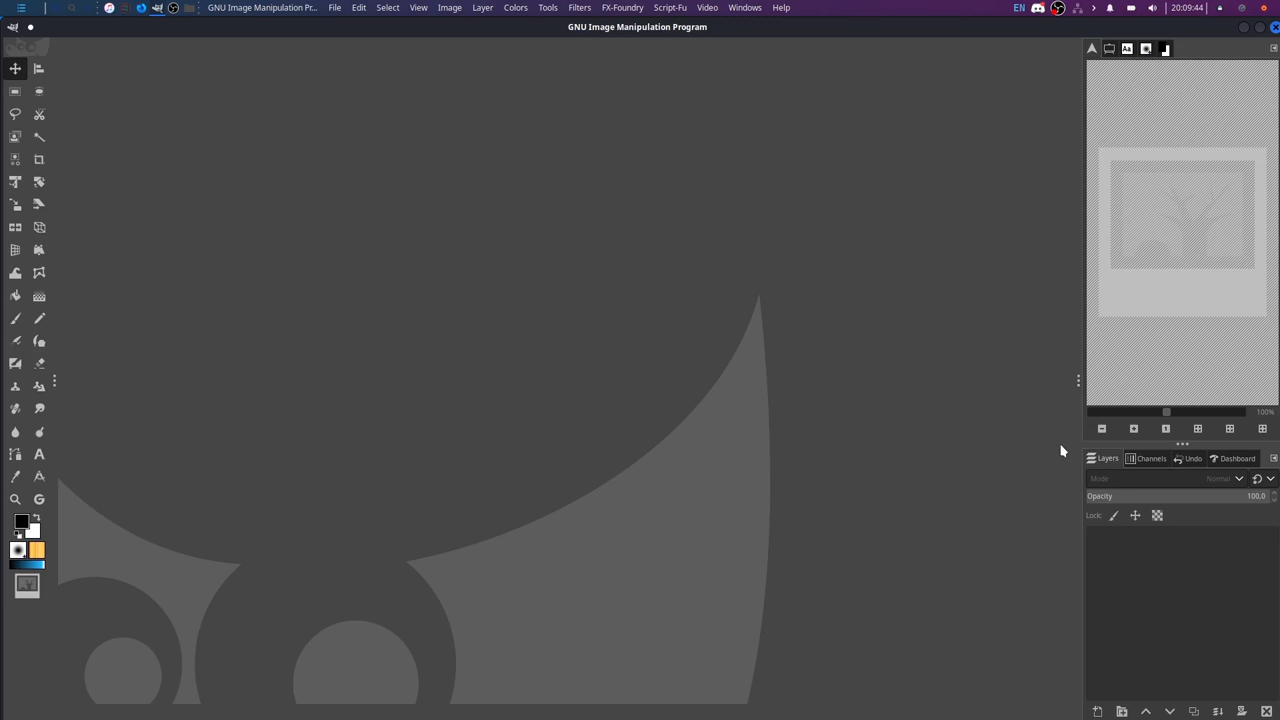 GNU Image Manipulation Pr... File Edit Select View Image Layer Colors Tools Filters FX-Foundry Script-Fu Video Windows Help EN 20:09:44
GNU Image Manipulation Program
Aa
100%
Layers Channels Undo Dashboard
Mode Normal
Opacity 100.0
Lock: